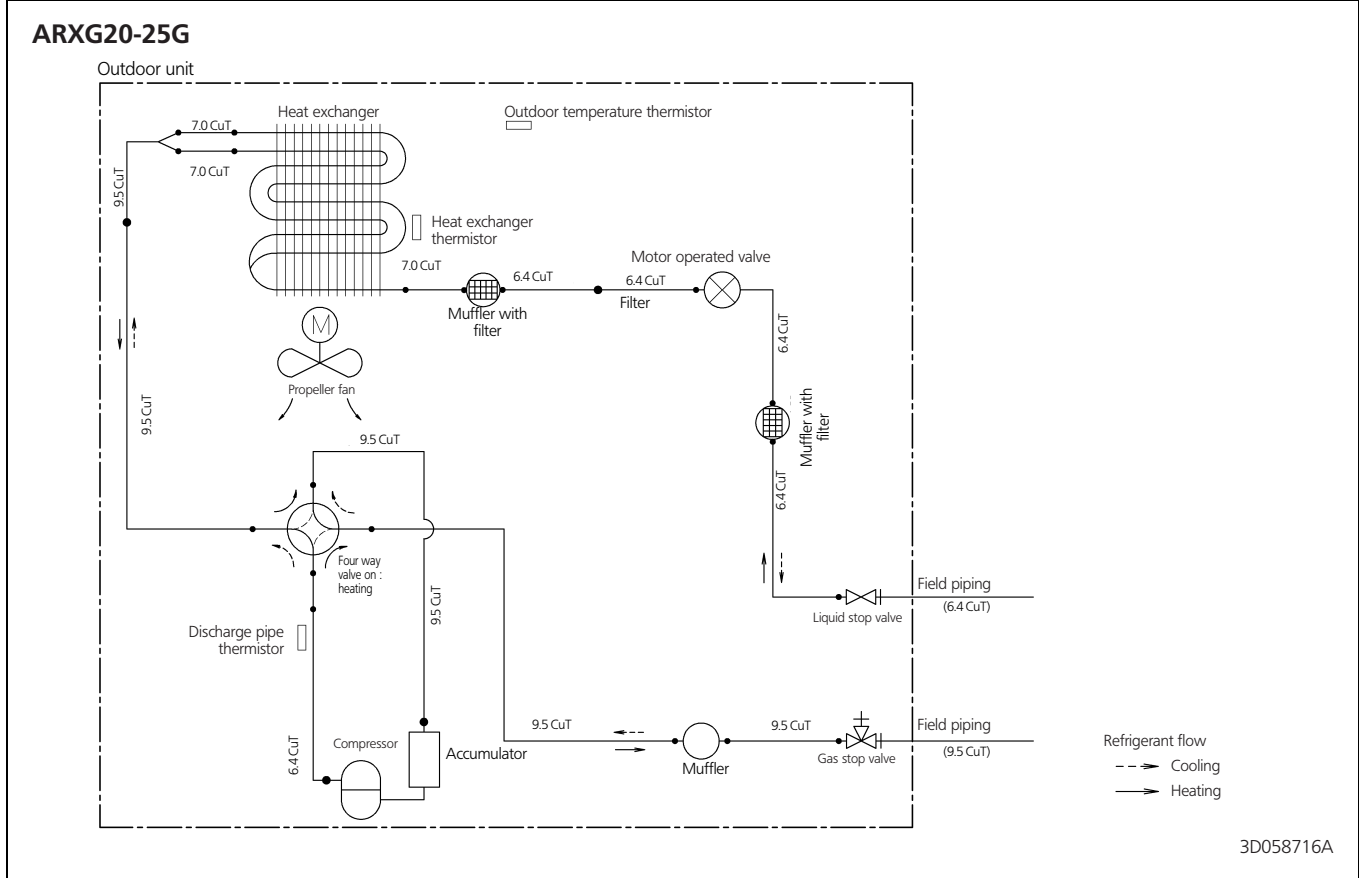 ARXG20-25G
Outdoor unit
Heat exchanger
Outdoor temperature thermistor
7.0 CuT
7.0 CuT
9.5 CuT
Heat exchanger
thermistor
7.0 CuT
6.4 CuT
6.4 CuT
Motor operated valve
Muffler with
filter
Filter
6.4 CuT
M
Propeller fan
9.5 CuT
9.5 CuT
Muffler with
filter
6.4 CuT
Four way
valve on :
heating
9.5 CuT
Discharge pipe
thermistor
Liquid stop valve
Field piping
(6.4 CuT)
6.4 CuT
Compressor
Accumulator
9.5 CuT
Muffler
9.5 CuT
Gas stop valve
Field piping
(9.5 CuT)
Refrigerant flow
Cooling
Heating
3D058716A